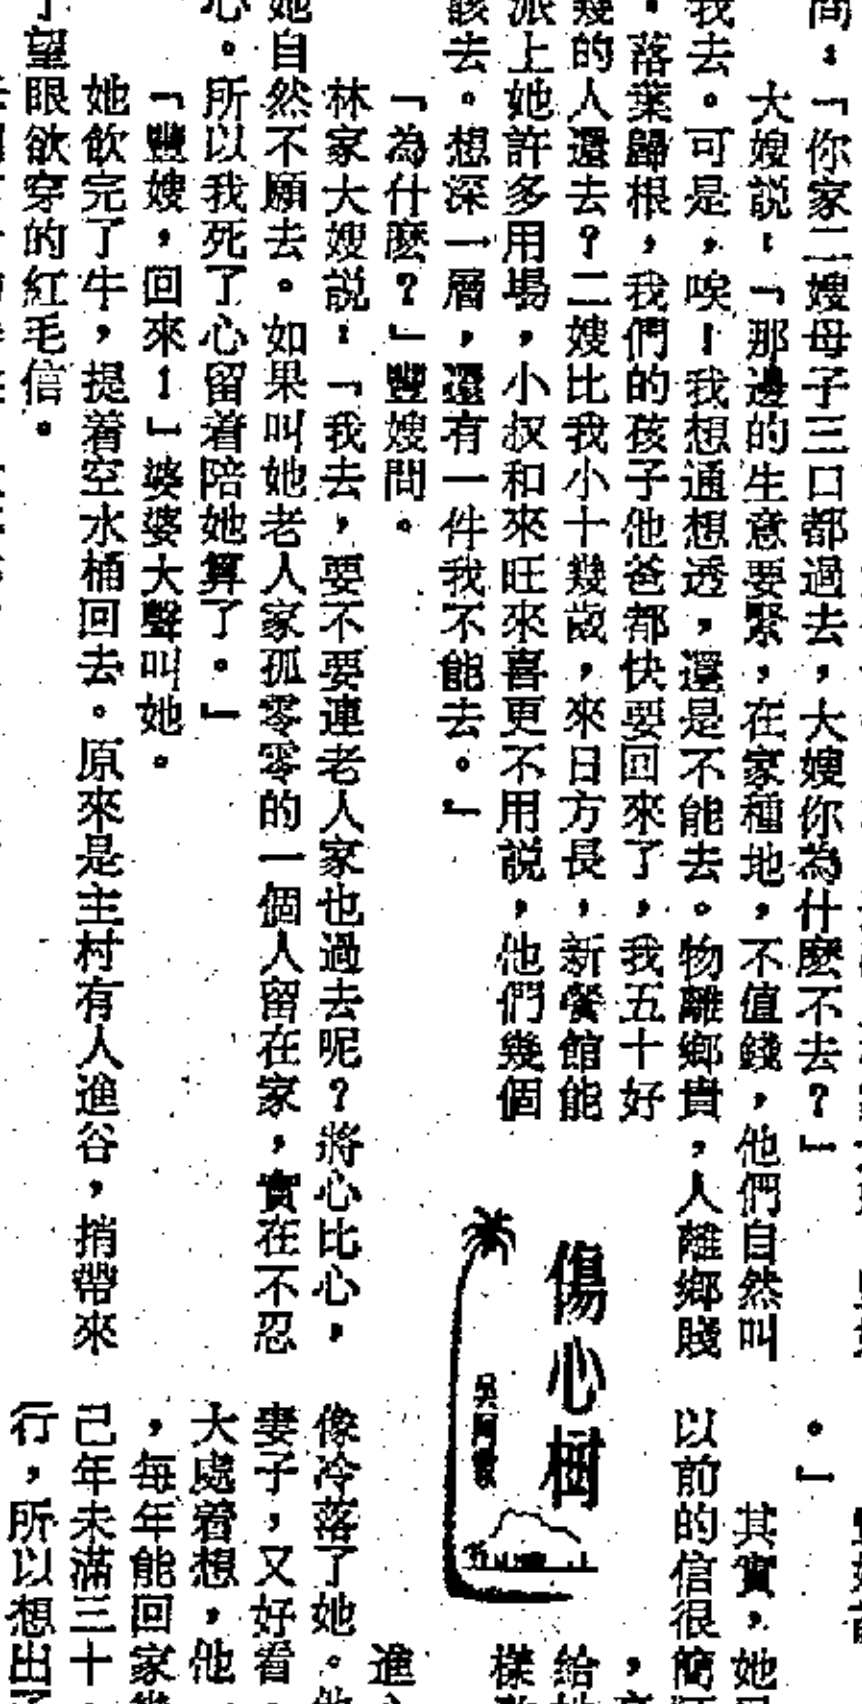 問：「你家二嫂母子三口都過去，大嫂你為什麽不去？」
大嫂説：「那邊的生意要緊，在家種地，不值錢，他們自然叫
我去。可是，唉！我想通想透，還是不能去。物離鄉貴，人離鄉賤
。落葉歸根，我們的孩子他爸都快要回來了，我五十好
幾的人還去？二嫂比我小十幾歲，來日方長，新餐館能
派上她許多用場，小叔和來旺來喜更不用説，他們幾個
該去。想深一層，還有一件我不能去。」
「為什麽？」豐嫂問。
林家大嫂説：「我去，要不要連老人家也過去呢？將心比心，
她自然不願去。如果叫她老人家孤零零的一個人留在家，實在不忍
心。所以我死了心留着陪她算了。」
「豐嫂，回來！」婆婆大聲叫她。
她飲完了牛，提着空水桶回去。原來是主村有人進谷，捎帶來
了望眼欲穿的紅毛信。
傷心树
。」
其實，她
以前的信很簡
給
樣
進
像冷落了她。
妻子，又好看
大處着想，他
，每年能回家
己年未滿三十
行，所以想出